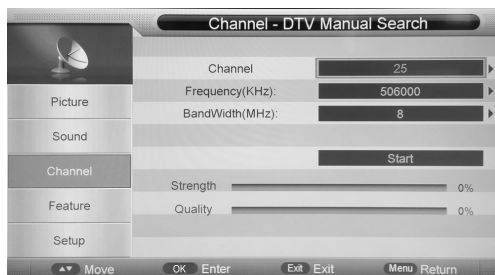 Channel - DTV Manual Search
Channel 25
Frequency(KHz): 506000
BandWidth(MHz): 8
Start
Strength 0%
Quality 0%
Picture
Sound
Channel
Feature
Setup
Move OK Enter Exit Exit Menu Return